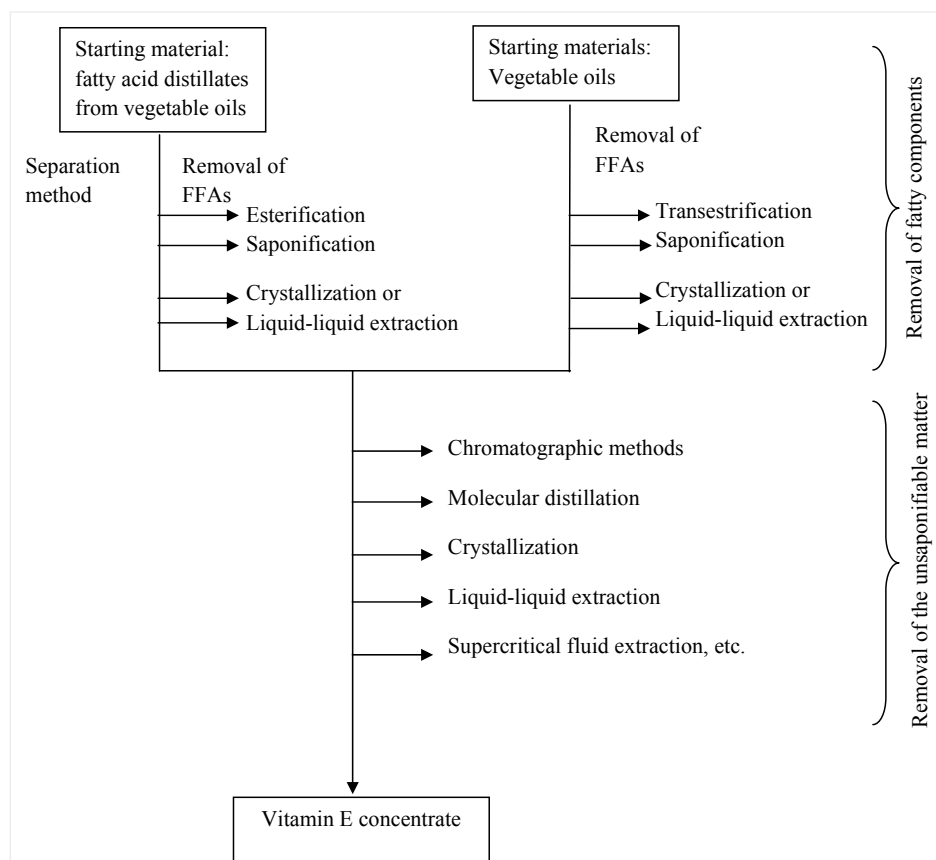 Starting material:
fatty acid distillates
from vegetable oils
Starting materials:
Vegetable oils
Separation
method
Removal of
FFAs
Esterification
Saponification
Crystallization or
Liquid-liquid extraction
Removal of
FFAs
Transestrification
Saponification
Crystallization or
Liquid-liquid extraction
Removal of fatty components
Chromatographic methods
Molecular distillation
Crystallization
Liquid-liquid extraction
Supercritical fluid extraction, etc.
Removal of the unsaponifiable matter
Vitamin E concentrate